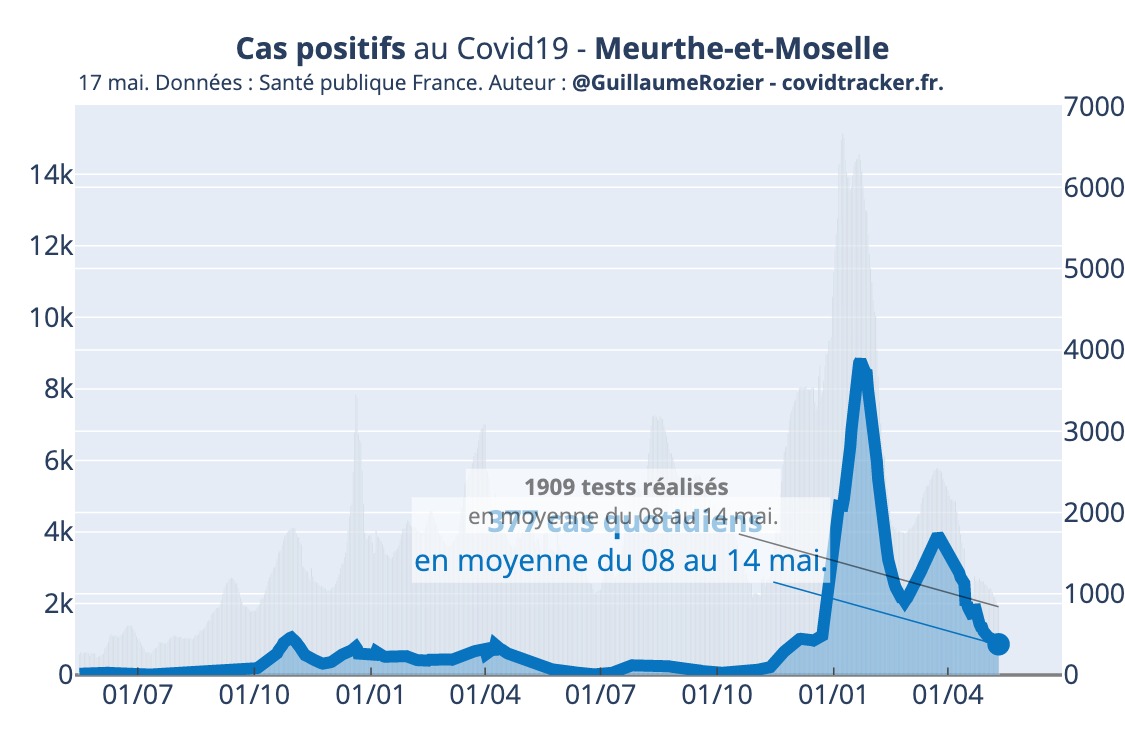 Cas positifs au Covid19 - Meurthe-et-Moselle
17 mai. Données : Santé publique France. Auteur : @GuillaumeRozier - covidtracker.fr.
7000
14k
6000
12k
5000
10k
4000
8k
3000
6k
1909 tests réalisés
en moyenne du 08 au 14 mai.
377 cas quotidiens
en moyenne du 08 au 14 mai.
2000
4k
1000
2k
0
0
01/07 01/10 01/01 01/04 01/07 01/10 01/01 01/04